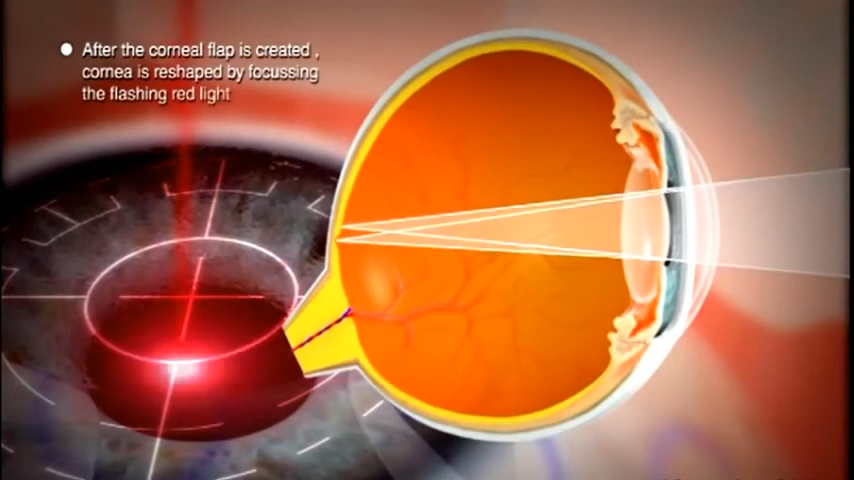 After the corneal flap is created ,
cornea is reshaped by focussing
the flashing red light